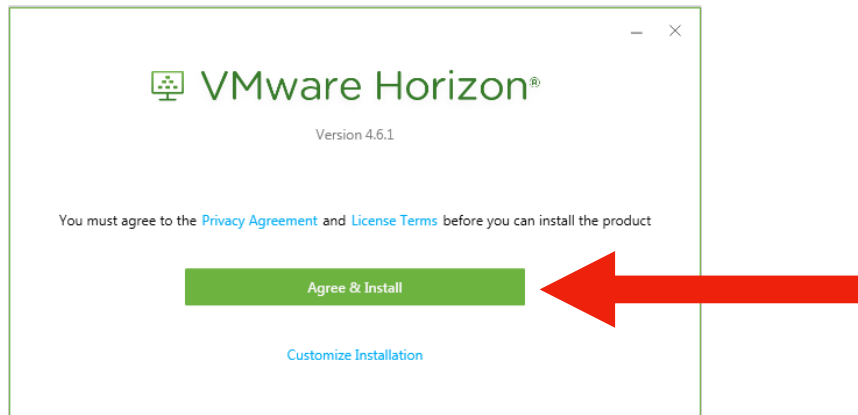 VMware Horizon®
Version 4.6.1
You must agree to the Privacy Agreement and License Terms before you can install the product
Agree & Install
Customize Installation